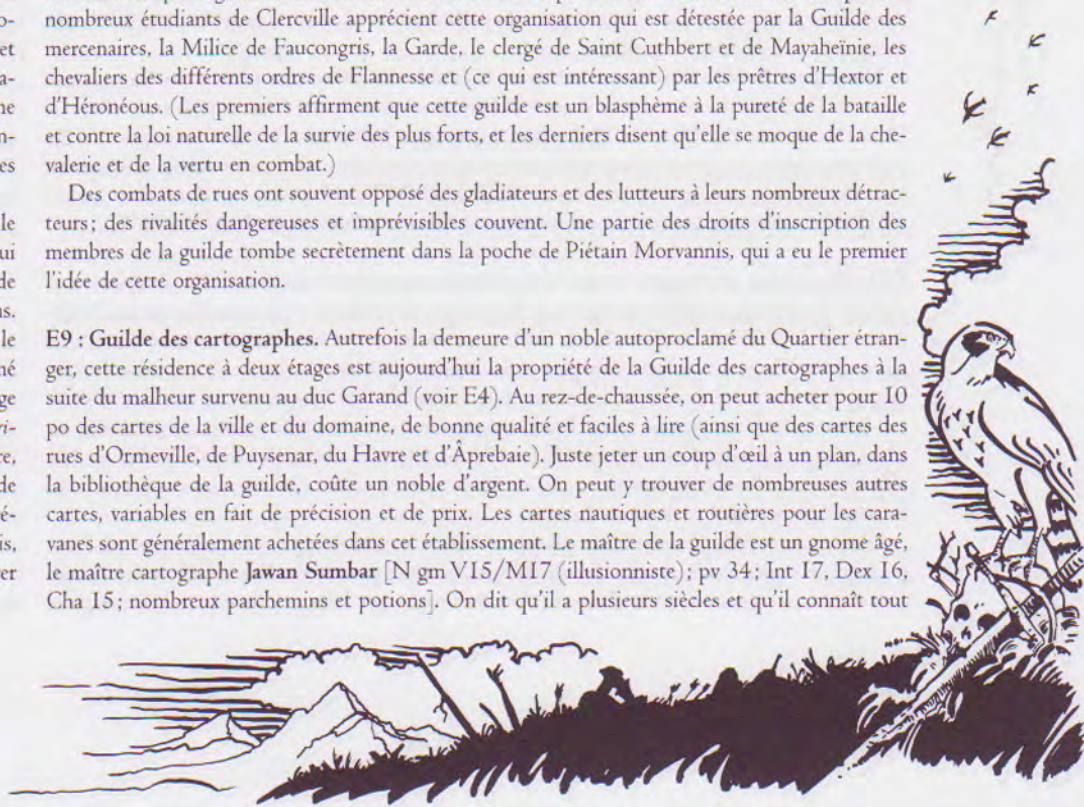 o-
et
a-
ne
n-
es
le
ui
de
s.
le
né
ge
ri-
ce,
de
é-
is,
er
nombreux étudiants de Clercville apprécient cette organisation qui est détestée par la Guilde des
mercenaires, la Milice de Faucongris, la Garde, le clergé de Saint Cuthbert et de Mayaheïnie, les
chevaliers des différents ordres de Flannesse et (ce qui est intéressant) par les prêtres d'Hextor et
d'Héronéous. (Les premiers affirment que cette guilde est un blasphème à la pureté de la bataille
et contre la loi naturelle de la survie des plus forts, et les derniers disent qu'elle se moque de la che-
valerie et de la vertu en combat.)
Des combats de rues ont souvent opposé des gladiateurs et des lutteurs à leurs nombreux détrac-
teurs; des rivalités dangereuses et imprévisibles couvent. Une partie des droits d'inscription des
membres de la guilde tombe secrètement dans la poche de Piétain Morvannis, qui a eu le premier
l'idée de cette organisation.
E9 : Guilde des cartographes. Autrefois la demeure d'un noble autoproclamé du Quartier étran-
ger, cette résidence à deux étages est aujourd'hui la propriété de la Guilde des cartographes à la
suite du malheur survenu au duc Garand (voir E4). Au rez-de-chaussée, on peut acheter pour 10
po des cartes de la ville et du domaine, de bonne qualité et faciles à lire (ainsi que des cartes des
rues d'Ormeville, de Puysenar, du Havre et d'Âprebaie). Juste jeter un coup d'œil à un plan, dans
la bibliothèque de la guilde, coûte un noble d'argent. On peut y trouver de nombreuses autres
cartes, variables en fait de précision et de prix. Les cartes nautiques et routières pour les cara-
vanes sont généralement achetées dans cet établissement. Le maître de la guilde est un gnome âgé,
le maître cartographe Jawan Sumbar [N gm V15/M17 (illusionniste); pv 34; Int 17, Dex 16,
Cha 15; nombreux parchemins et potions]. On dit qu'il a plusieurs siècles et qu'il connaît tout